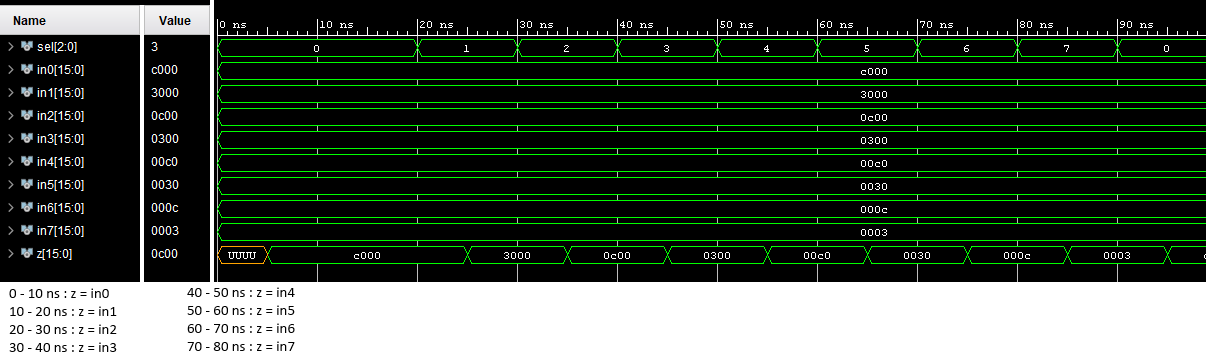 Name Value 0 ns 10 ns 20 ns 30 ns 40 ns 50 ns 60 ns 70 ns 80 ns 90 ns
sel[2:0] 3 0 1 2 3 4 5 6 7 0
in0[15:0] c000 c000
in1[15:0] 3000 3000
in2[15:0] 0c00 0c00
in3[15:0] 0300 0300
in4[15:0] 00c0 00c0
in5[15:0] 0030 0030
in6[15:0] 000c 000c
in7[15:0] 0003 0003
z[15:0] 0c00 UUUU c000 3000 0c00 0300 00c0 0030 000c 0003
0 - 10 ns : z = in0
10 - 20 ns : z = in1
20 - 30 ns : z = in2
30 - 40 ns : z = in3
40 - 50 ns : z = in4
50 - 60 ns : z = in5
60 - 70 ns : z = in6
70 - 80 ns : z = in7